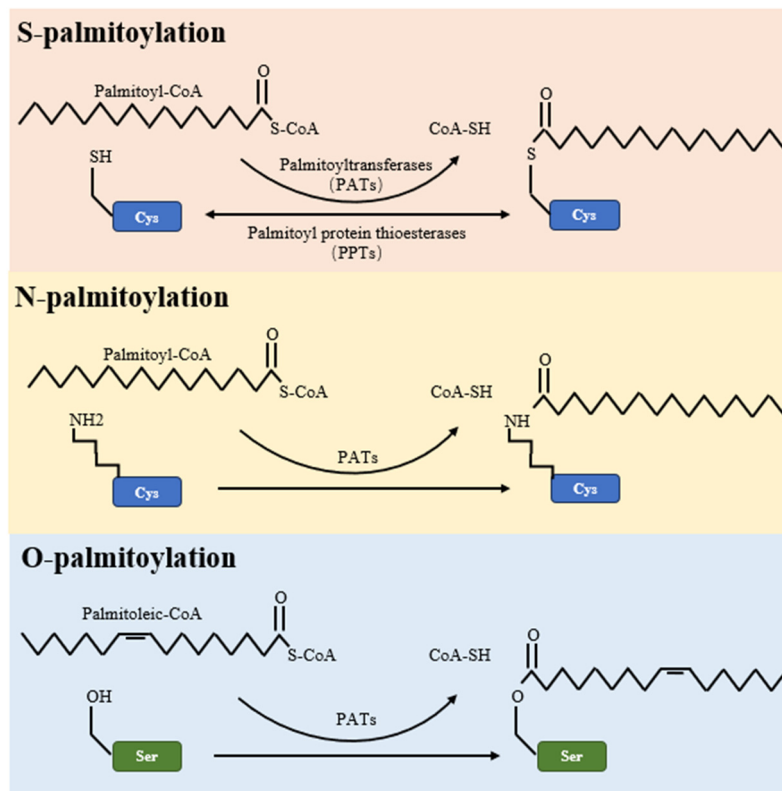 S-palmitoylation
Palmitoyl-CoA
O
S-CoA
SH
Cys
Palmitoyltransferases
(PATs)
Palmitoyl protein thioesterases
(PPTs)
CoA-SH
O
S
Cys
N-palmitoylation
Palmitoyl-CoA
O
S-CoA
NH2
Cys
PATs
CoA-SH
O
NH
Cys
O-palmitoylation
Palmitoleic-CoA
O
S-CoA
OH
Ser
PATs
CoA-SH
O
O
Ser